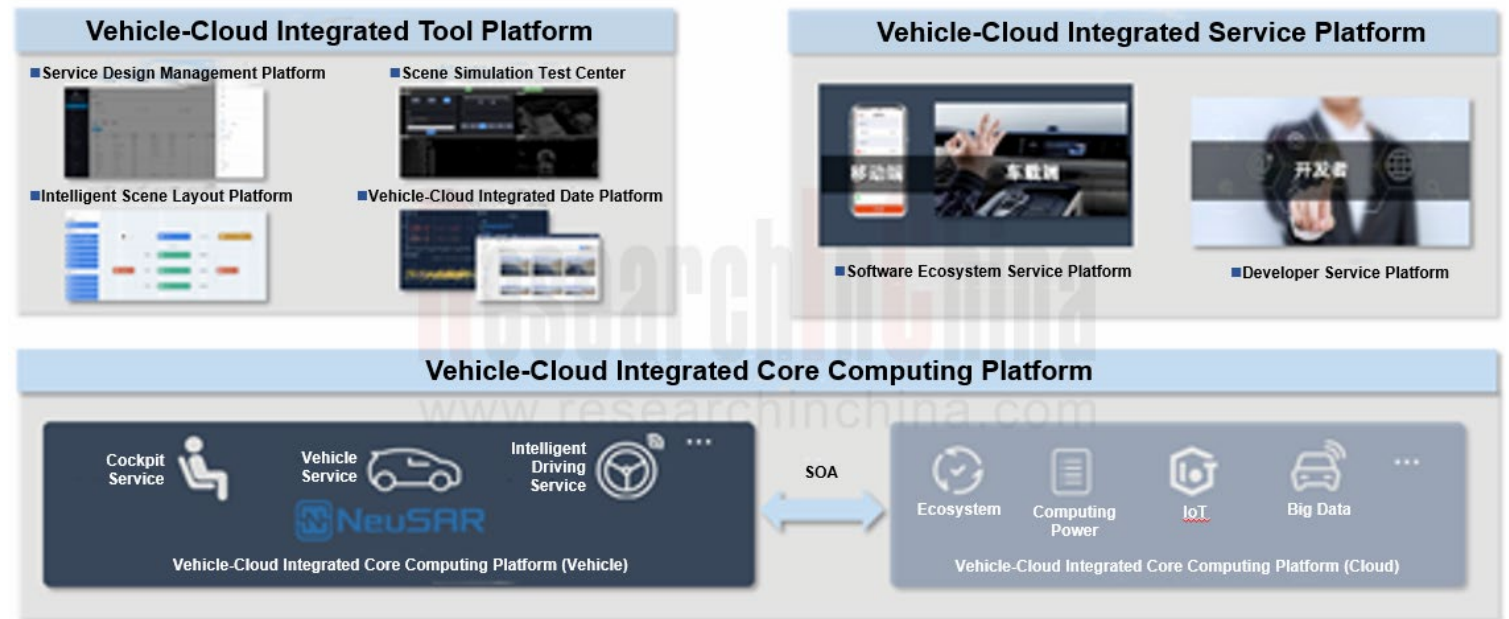 Vehicle-Cloud Integrated Tool Platform
■Service Design Management Platform
■Scene Simulation Test Center
■Intelligent Scene Layout Platform
■Vehicle-Cloud Integrated Date Platform
Vehicle-Cloud Integrated Service Platform
移动端
车载端
开发者
■Software Ecosystem Service Platform
■Developer Service Platform
ResearchInChina
www.researchinchina.com
Vehicle-Cloud Integrated Core Computing Platform
Cockpit
Service
Vehicle
Service
Intelligent
Driving
Service
...
NeuSAR
Vehicle-Cloud Integrated Core Computing Platform (Vehicle)
SOA
Ecosystem
Computing
Power
IoT
IoT
Big Data
...
Vehicle-Cloud Integrated Core Computing Platform (Cloud)